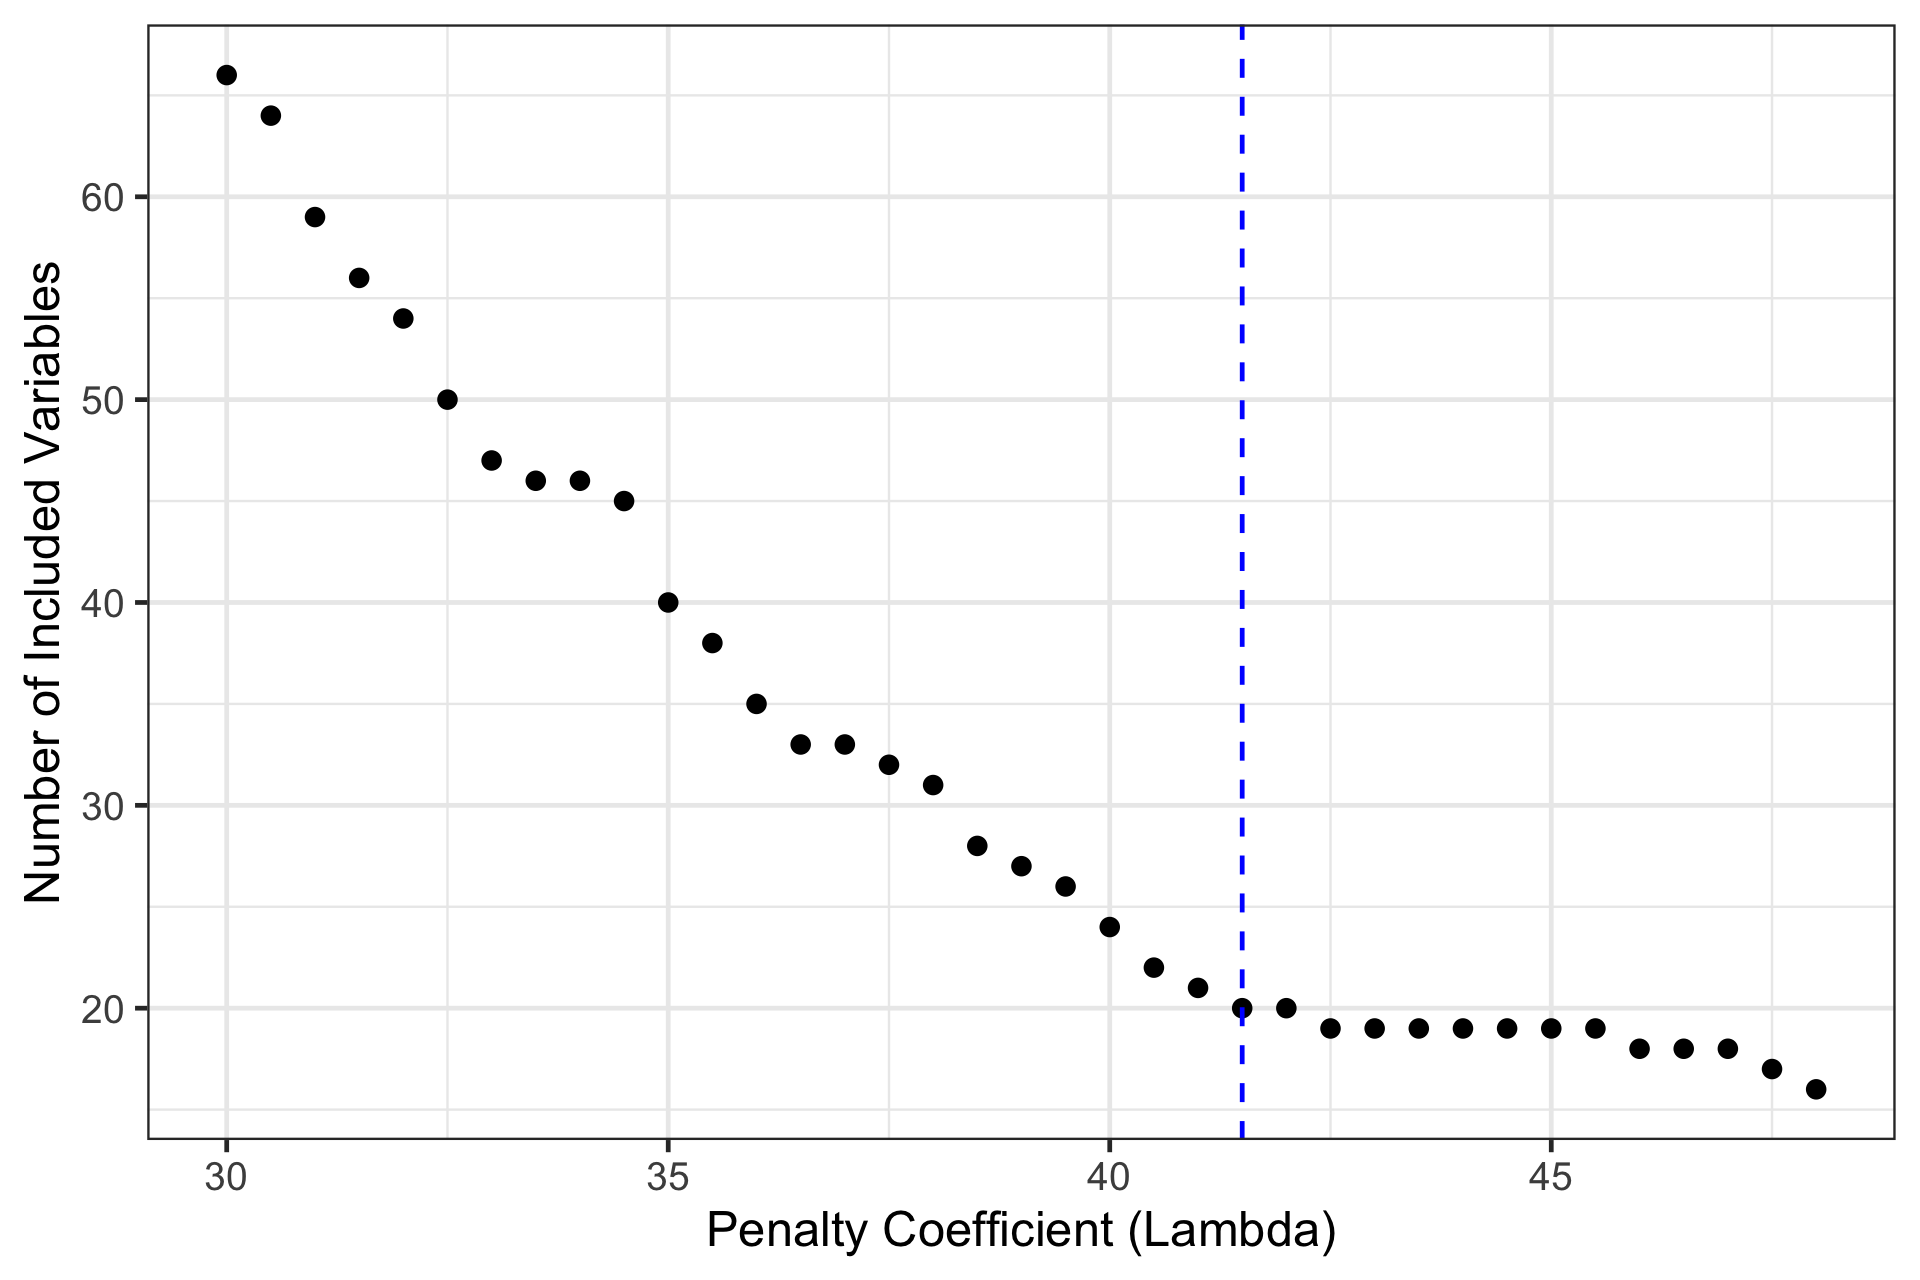 Number of Included Variables
60
50
40
30
20
30 35 40 45
Penalty Coefficient (Lambda)